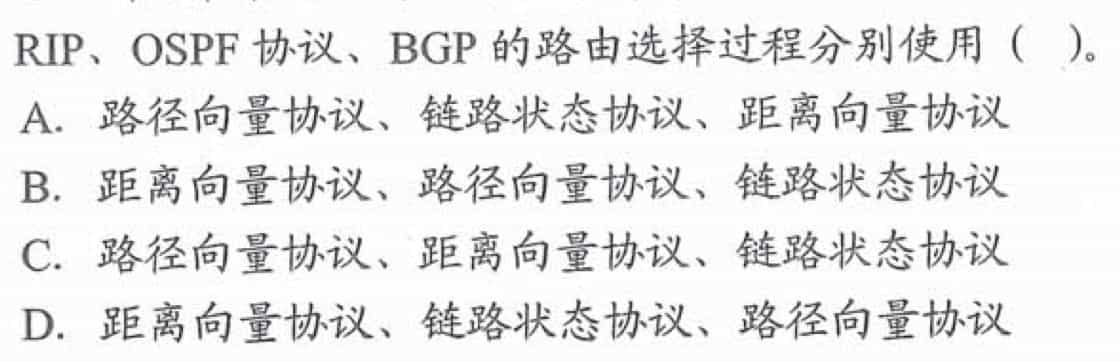 RIP、OSPF 协议、BGP 的路由选择过程分别使用（ ）。
A. 路径向量协议、链路状态协议、距离向量协议
B. 距离向量协议、路径向量协议、链路状态协议
C. 路径向量协议、距离向量协议、链路状态协议
D. 距离向量协议、链路状态协议、路径向量协议